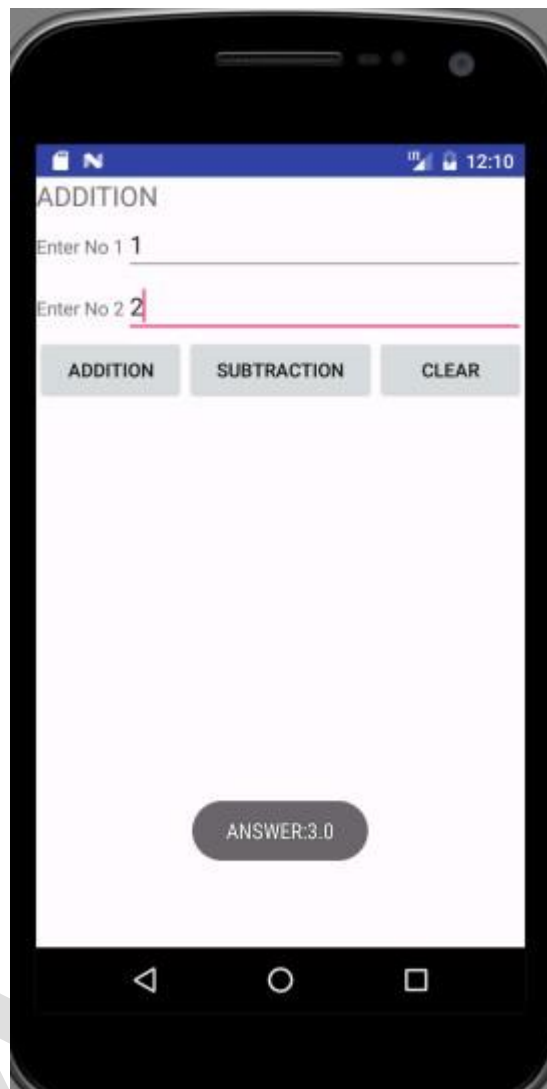 12:10
ADDITION
Enter No 1 1
Enter No 2 2
ADDITION SUBTRACTION CLEAR
ANSWER:3.0